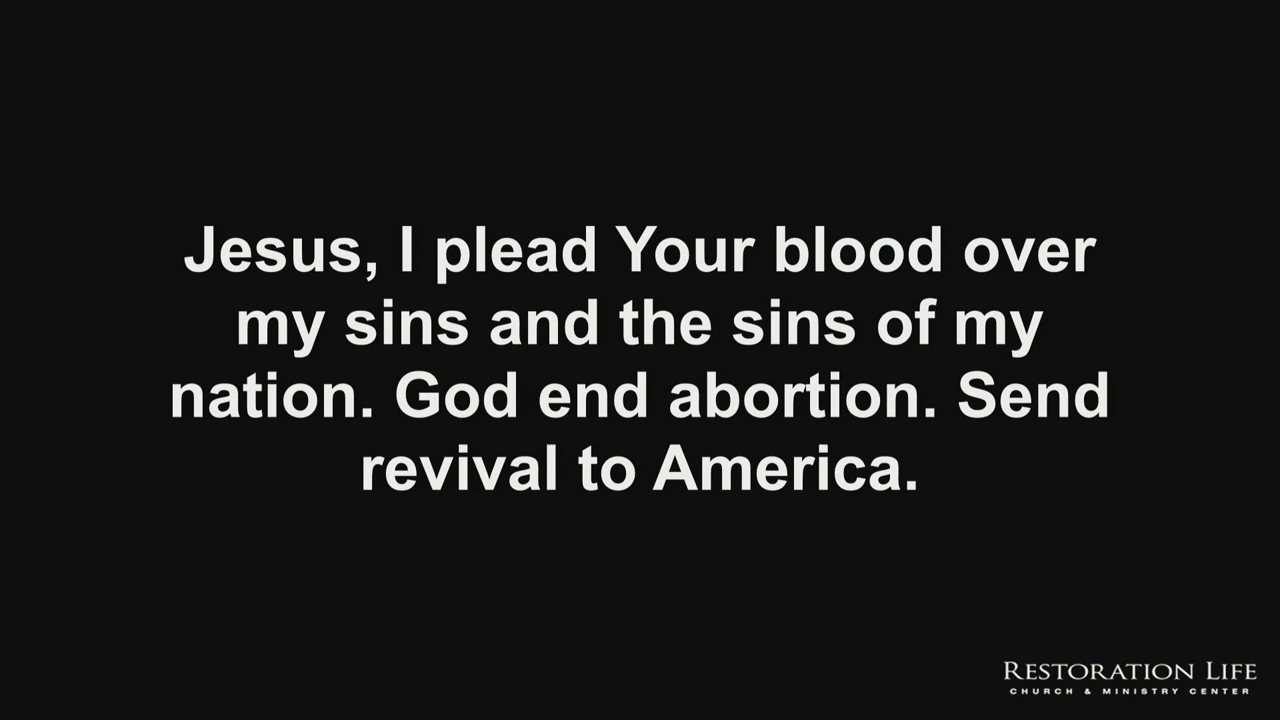 Jesus, I plead Your blood over
my sins and the sins of my
nation. God end abortion. Send
revival to America.
RESTORATION LIFE
CHURCH & MINISTRY CENTER